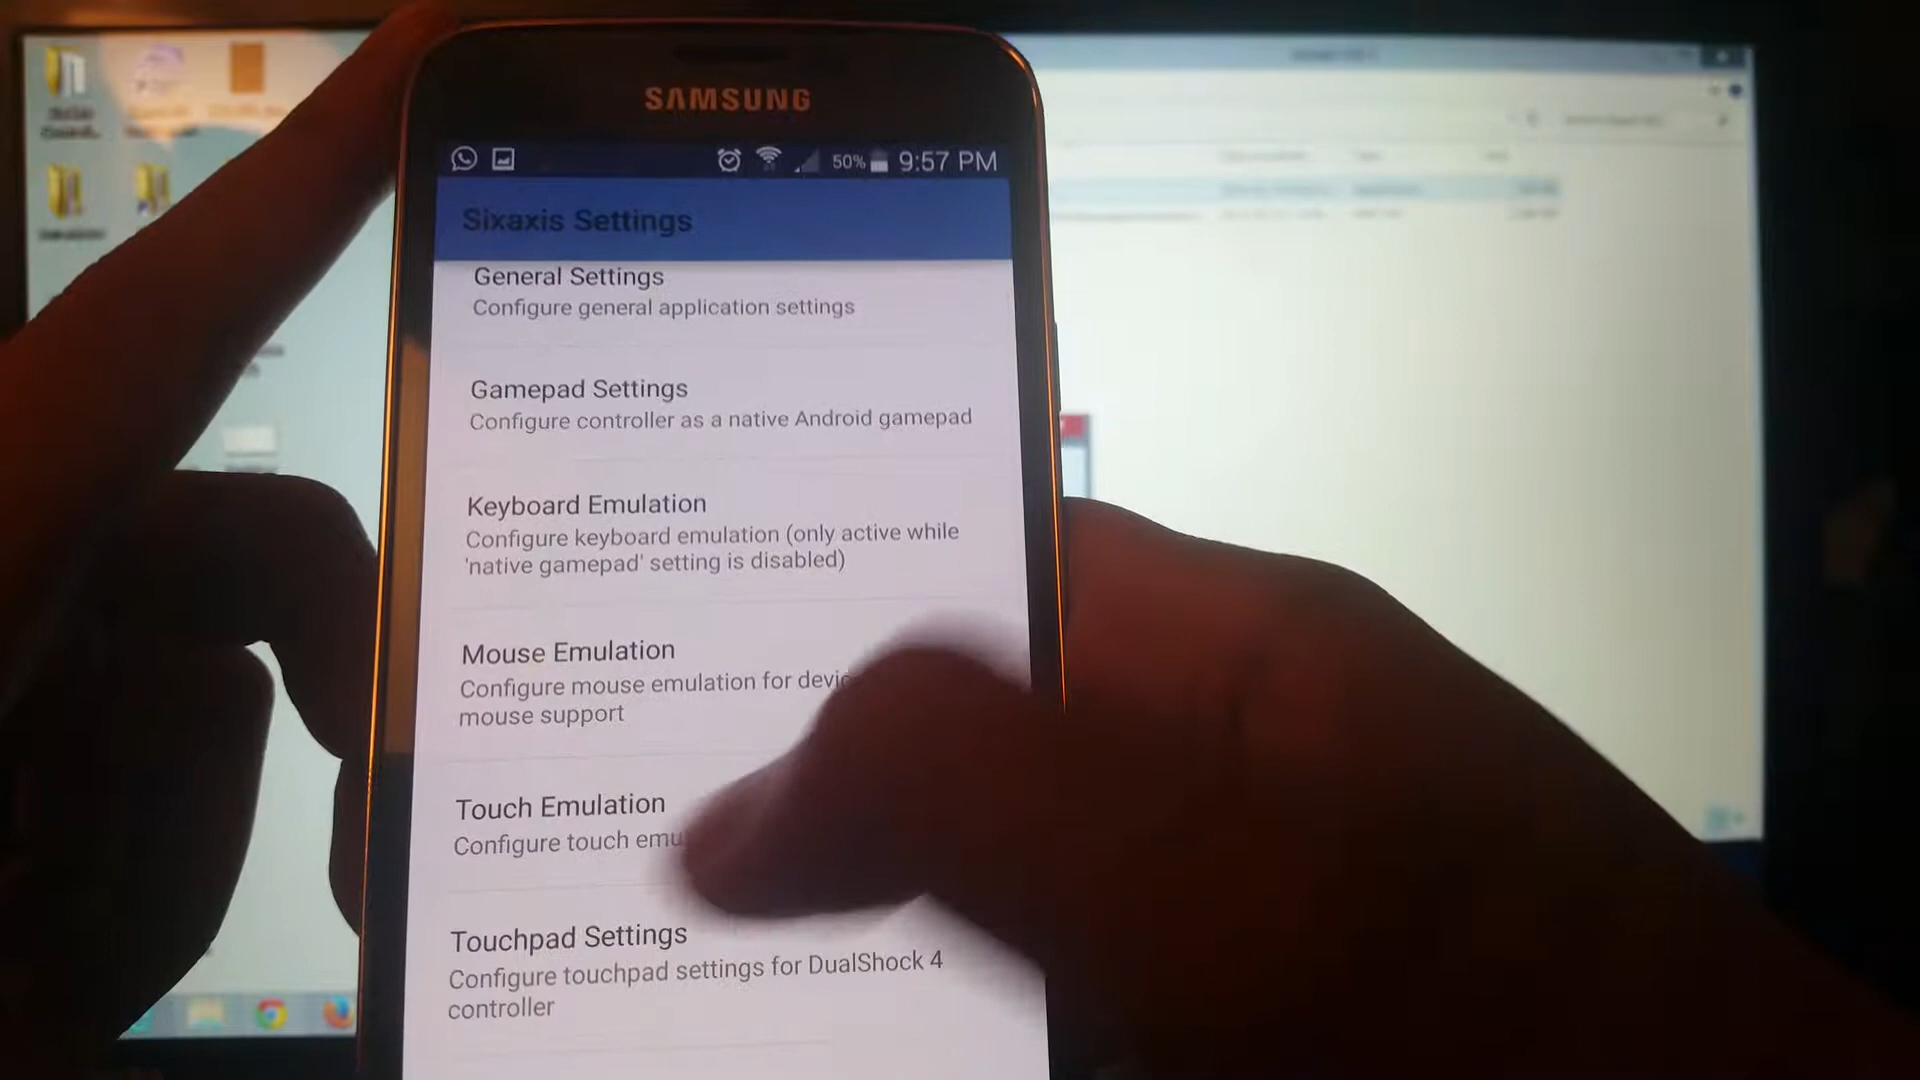 SAMSUNG
50% 9:57 PM
Sixaxis Settings
General Settings
Configure general application settings
Gamepad Settings
Configure controller as a native Android gamepad
Keyboard Emulation
Configure keyboard emulation (only active while
'native gamepad' setting is disabled)
Mouse Emulation
Configure mouse emulation for
mouse support
Touch Emulation
Configure touch
Touchpad Settings
Configure touchpad settings for DualShock 4
controller